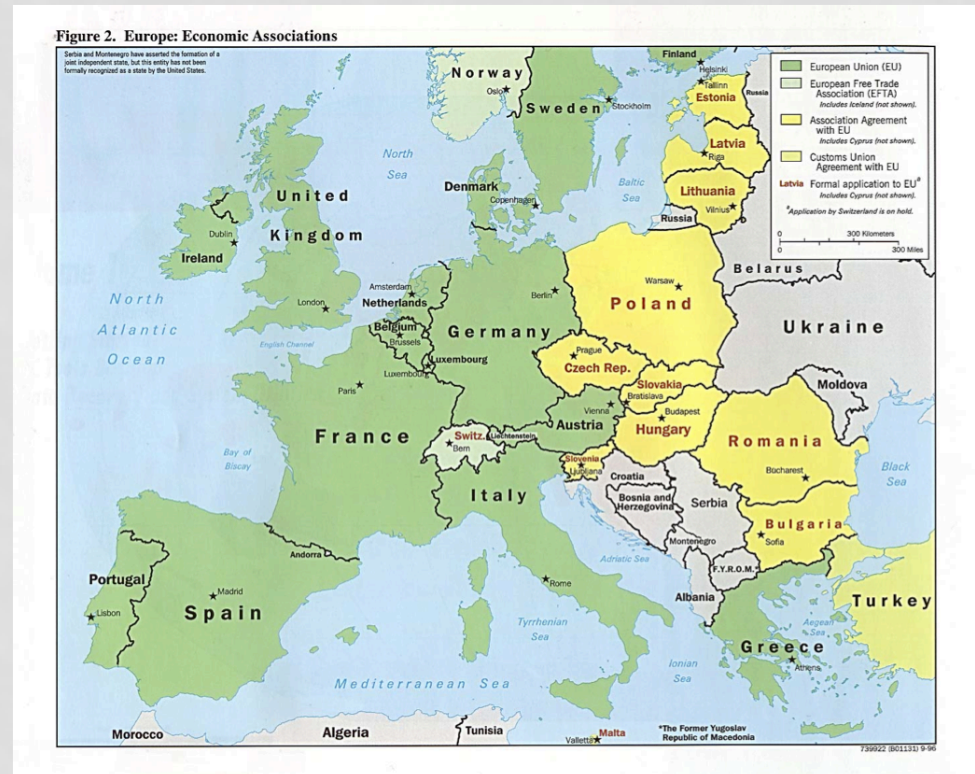 Figure 2. Europe: Economic Associations
Serbia and Montenegro have asserted the formation of a
joint independent state, but this entity has not been
formally recognized as a state by the United States.
European Union (EU)
European Free Trade
Association (EFTA)
Includes Iceland (not shown).
Association Agreement
with EU
Includes Cyprus (not shown).
Customs Union
Agreement with EU
Latvia Formal application to EUᵃ
Includes Cyprus (not shown).
ᵃApplication by Switzerland is on hold.
0 300 Kilometers
0 300 Miles
Finland
Helsinki
Norway
Oslo
Sweden
Stockholm
Tallinn
Estonia
Russia
Latvia
Riga
North
Sea
Baltic
Sea
Lithuania
Vilnius
Russia
Denmark
Copenhagen
United
Kingdom
Dublin
Ireland
London
English Channel
North
Atlantic
Ocean
Amsterdam
Netherlands
Belgium
Brussels
Luxembourg
Luxembourg
Germany
Berlin
Warsaw
Poland
Belarus
Ukraine
Prague
Czech Rep.
Slovakia
Bratislava
Moldova
Paris
France
Vienna
Austria
Budapest
Hungary
Switz.
Bern
Liechtenstein
Romania
Bucharest
Bay of
Biscay
Slovenia
Ljubljana
Croatia
Bosnia and
Herzegovina
Serbia
Montenegro
Italy
Black
Sea
Bulgaria
Sofia
Andorra
Adriatic Sea
F.Y.R.O.M.*
Albania
Portugal
Lisbon
Madrid
Spain
Rome
Tyrrhenian
Sea
Turkey
Aegean
Sea
Greece
Athens
Ionian
Sea
Mediterranean Sea
Morocco
Algeria
Tunisia
Valletta
Malta
*The Former Yugoslav
Republic of Macedonia
739922 (B01131) 9-96